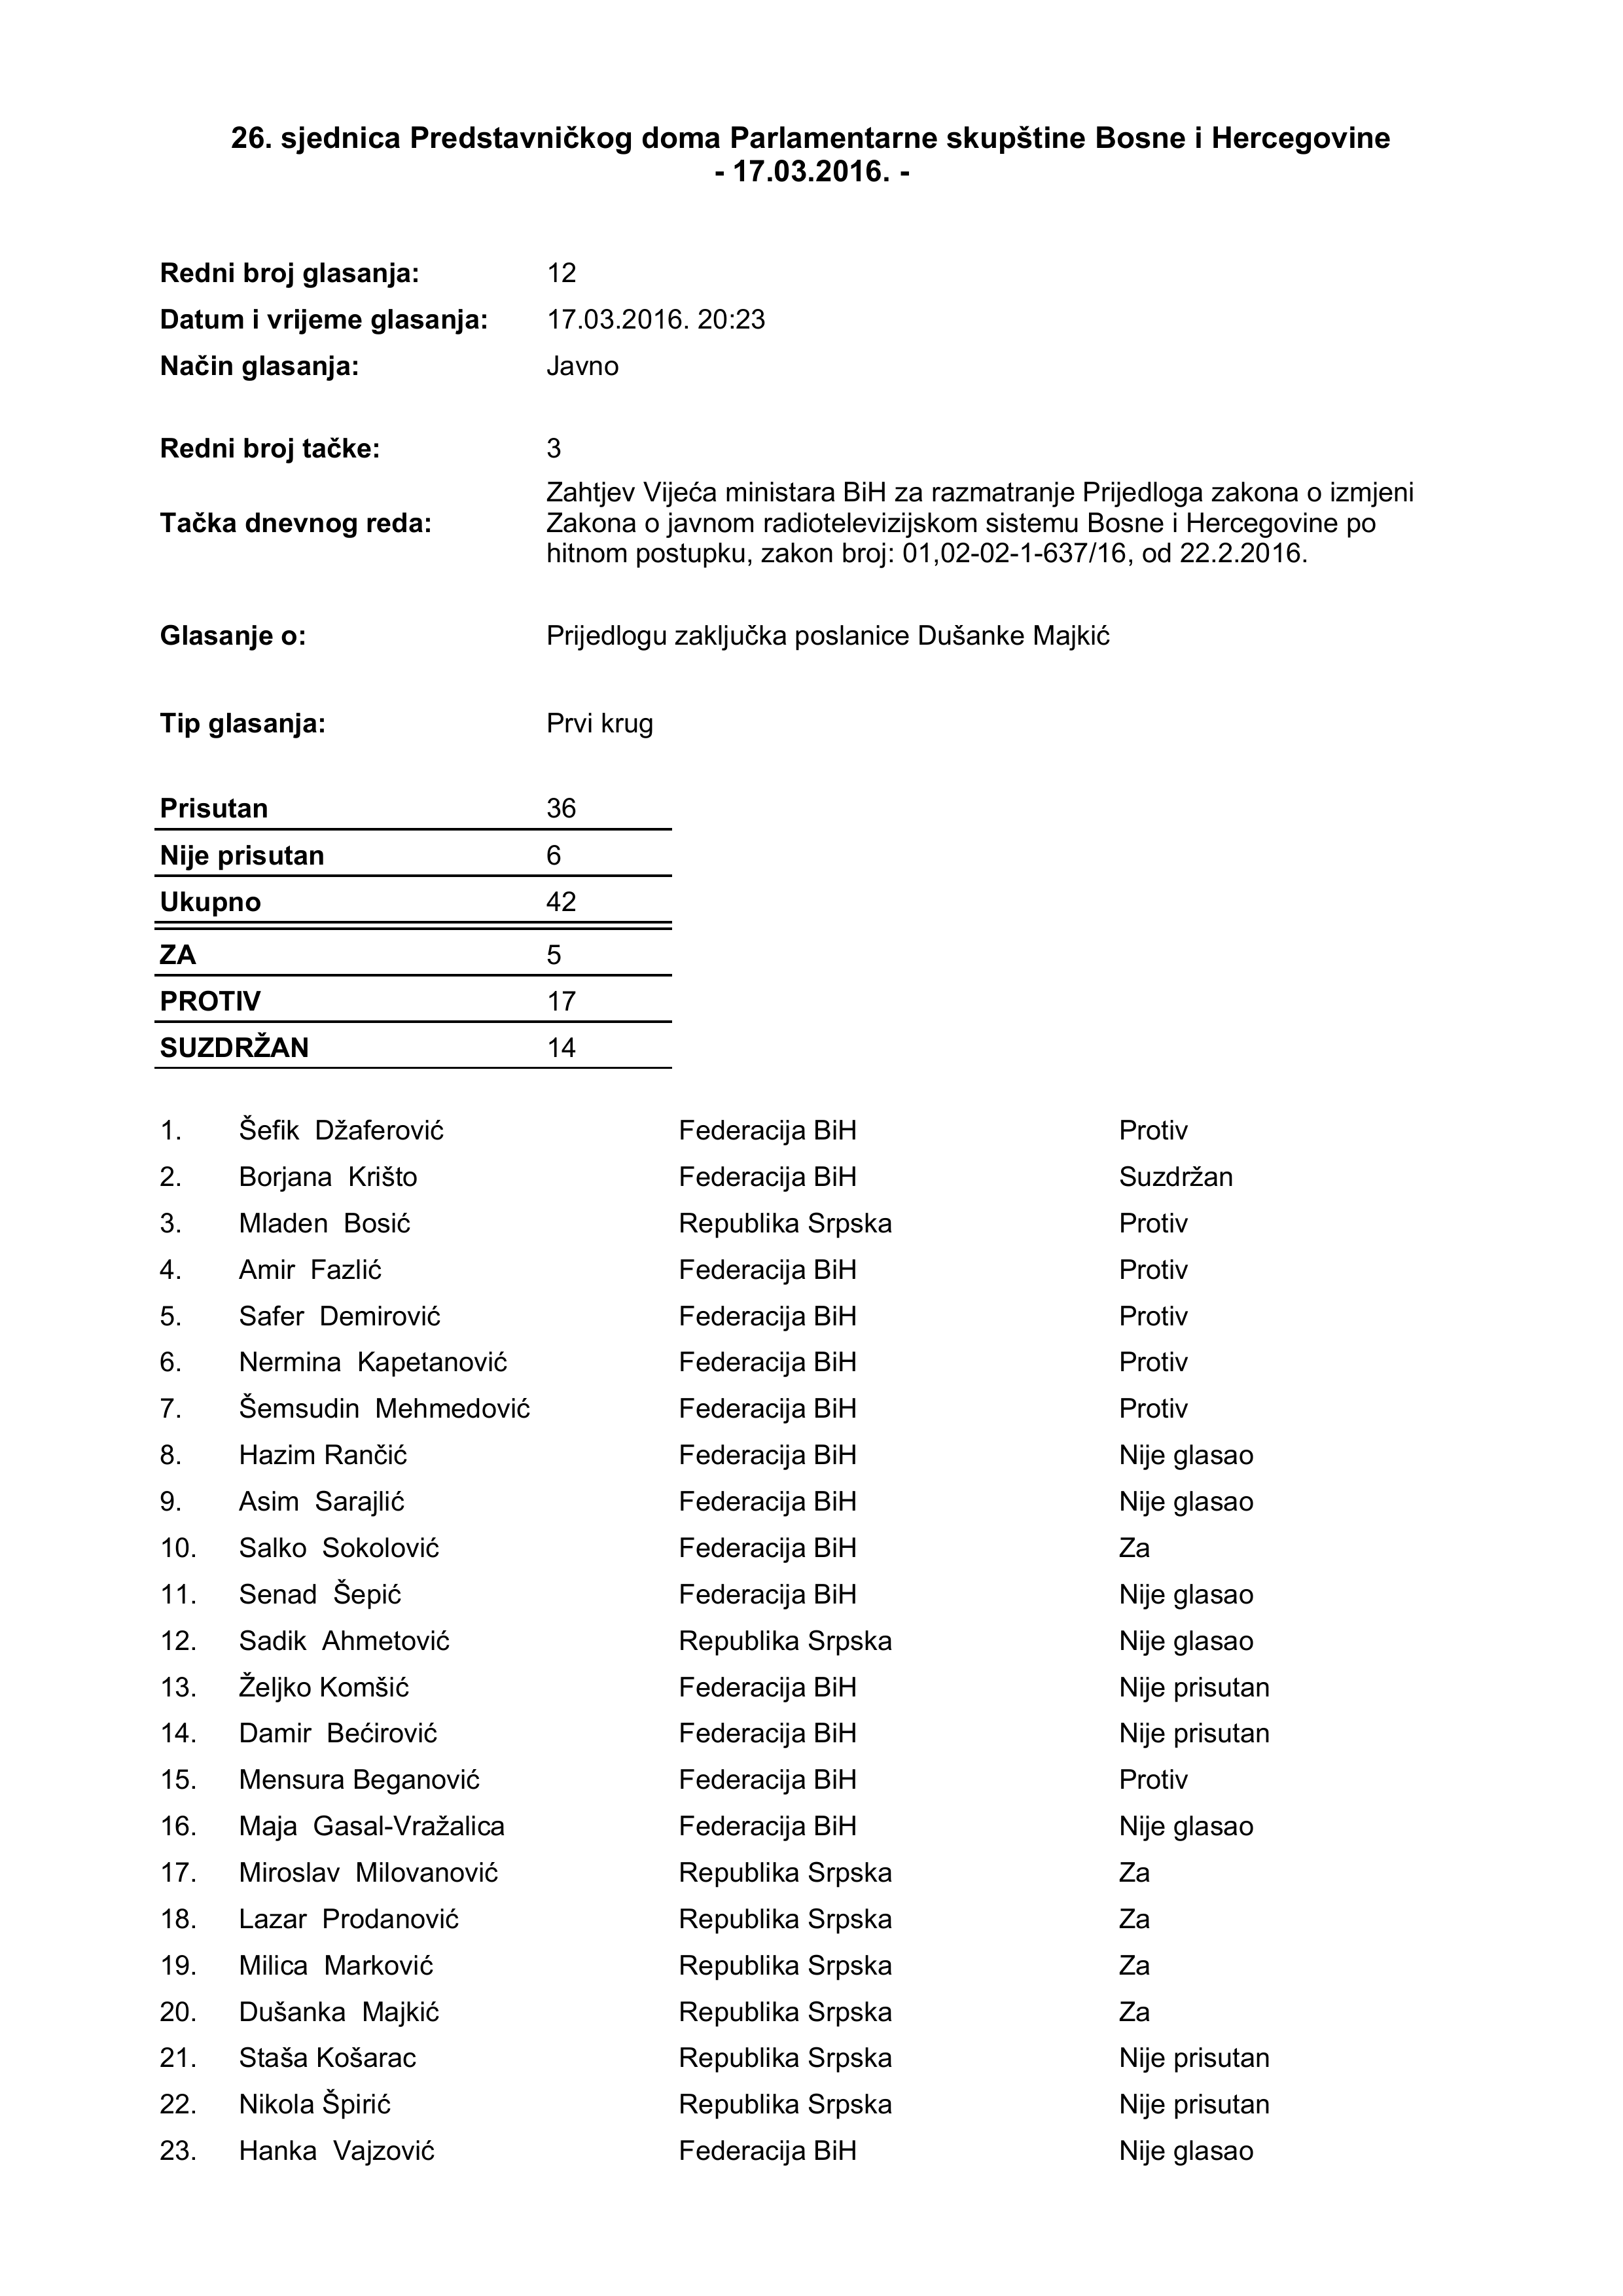 26. sjednica Predstavničkog doma Parlamentarne skupštine Bosne i Hercegovine
- 17.03.2016. -
Redni broj glasanja: 12
Datum i vrijeme glasanja: 17.03.2016. 20:23
Način glasanja: Javno
Redni broj tačke: 3
Tačka dnevnog reda: Zahtjev Vijeća ministara BiH za razmatranje Prijedloga zakona o izmjeni
Zakona o javnom radiotelevizijskom sistemu Bosne i Hercegovine po
hitnom postupku, zakon broj: 01,02-02-1-637/16, od 22.2.2016.
Glasanje o: Prijedlogu zaključka poslanice Dušanke Majkić
Tip glasanja: Prvi krug
Prisutan 36
Nije prisutan 6
Ukupno 42
ZA 5
PROTIV 17
SUZDRŽAN 14
1. Šefik Džaferović Federacija BiH Protiv
2. Borjana Krišto Federacija BiH Suzdržan
3. Mladen Bosić Republika Srpska Protiv
4. Amir Fazlić Federacija BiH Protiv
5. Safer Demirović Federacija BiH Protiv
6. Nermina Kapetanović Federacija BiH Protiv
7. Šemsudin Mehmedović Federacija BiH Protiv
8. Hazim Rančić Federacija BiH Nije glasao
9. Asim Sarajlić Federacija BiH Nije glasao
10. Salko Sokolović Federacija BiH Za
11. Senad Šepić Federacija BiH Nije glasao
12. Sadik Ahmetović Republika Srpska Nije glasao
13. Željko Komšić Federacija BiH Nije prisutan
14. Damir Bećirović Federacija BiH Nije prisutan
15. Mensura Beganović Federacija BiH Protiv
16. Maja Gasal-Vražalica Federacija BiH Nije glasao
17. Miroslav Milovanović Republika Srpska Za
18. Lazar Prodanović Republika Srpska Za
19. Milica Marković Republika Srpska Za
20. Dušanka Majkić Republika Srpska Za
21. Staša Košarac Republika Srpska Nije prisutan
22. Nikola Špirić Republika Srpska Nije prisutan
23. Hanka Vajzović Federacija BiH Nije glasao